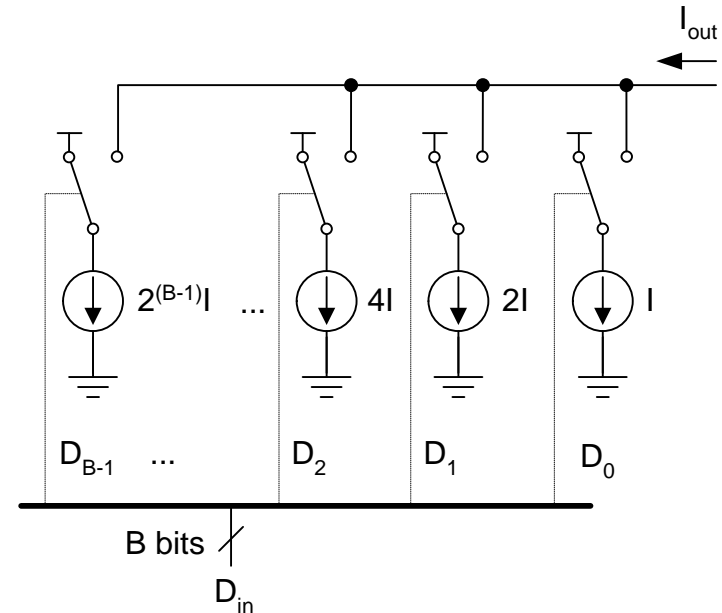 I_out
2^(B-1)I ... 4I 2I I
D_B-1 ... D_2 D_1 D_0
B bits
D_in